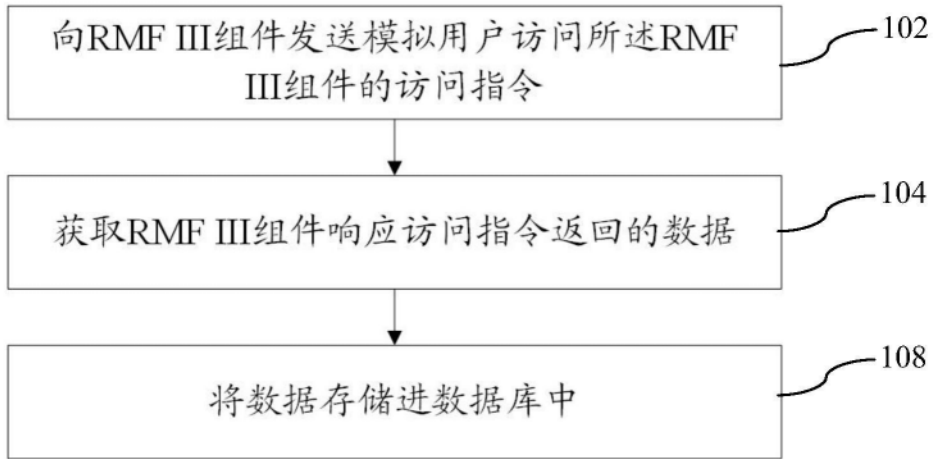 向RMF III组件发送模拟用户访问所述RMF
III组件的访问指令
102
获取RMF III组件响应访问指令返回的数据
104
将数据存储进数据库中
108